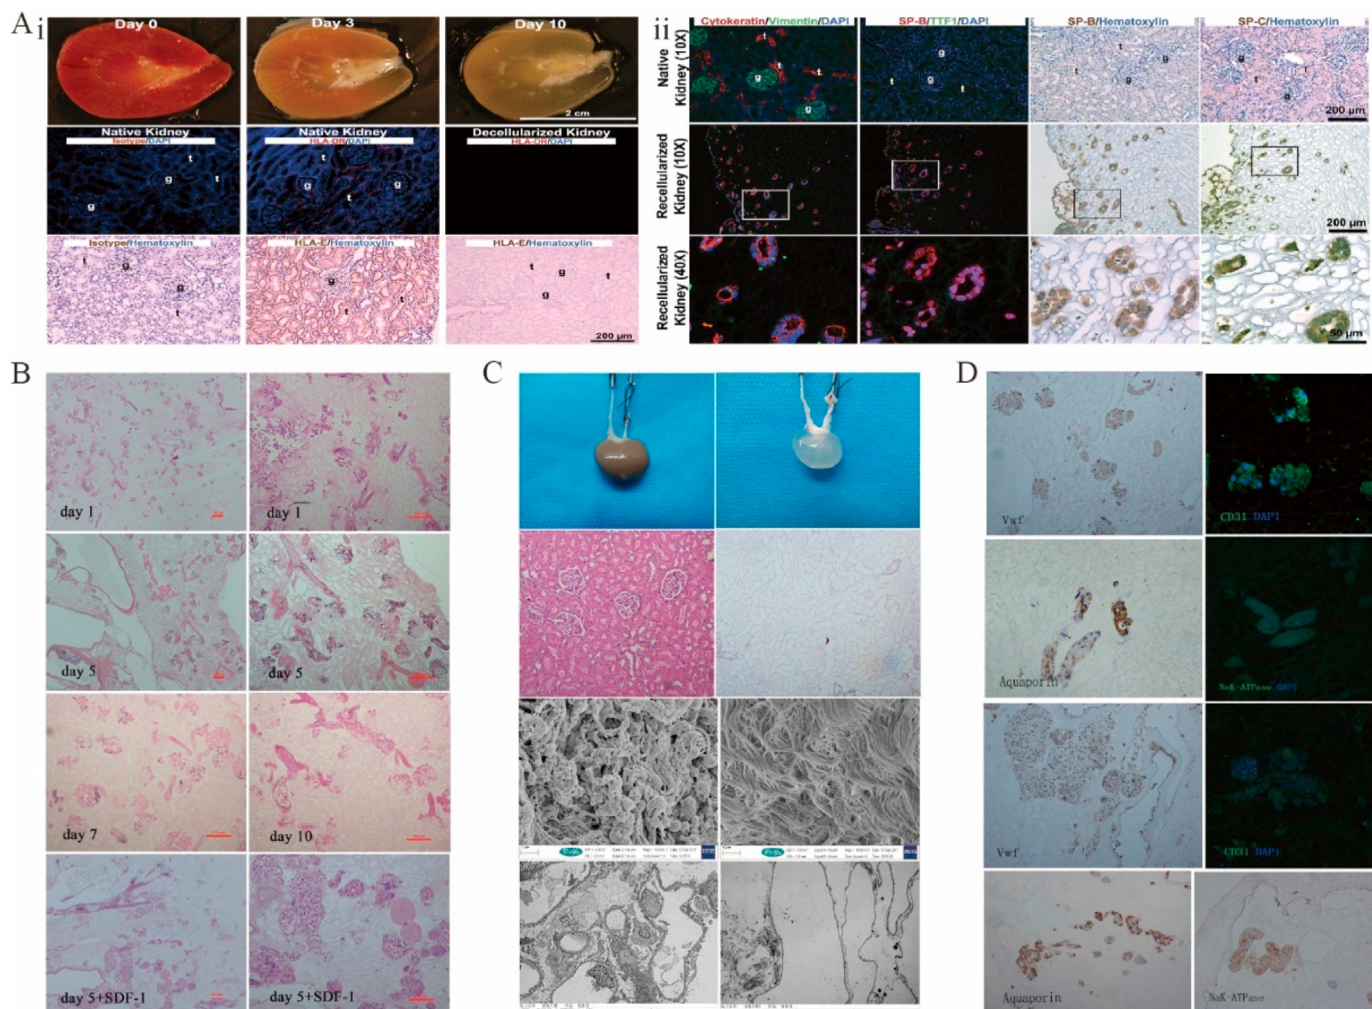 A
i
Day 0
Day 3
Day 10
2 cm
Native Kidney
Isotype/DAPI
t
g
t
g
Native Kidney
HLA-DR/DAPI
t
g
g
t
Decellularized Kidney
HLA-DR/DAPI
Isotype/Hematoxylin
t
g
g
t
HLA-E/Hematoxylin
g
t
HLA-E/Hematoxylin
t
g
t
g
200 µm
ii
Cytokeratin/Vimentin/DAPI
SP-B/TTF1/DAPI
SP-B/Hematoxylin
SP-C/Hematoxylin
Native
Kidney (10X)
t
g
t
g
g
t
g
t
t
g
t
g
g
t
t
g
200 µm
Recellularized
Kidney (10X)
200 µm
Recellularized
Kidney (40X)
50 µm
B
day 1
day 1
day 5
day 5
day 7
day 10
day 5+SDF-1
day 5+SDF-1
C
D
Vwf
CD31 DAPI
Aquaporin
NaK-ATPase DAPI
Vwf
CD31 DAPI
Aquaporin
NaK-ATPase